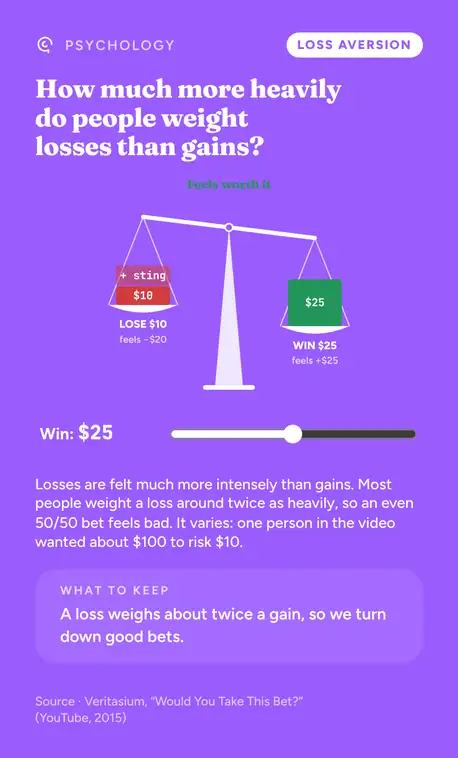 PSYCHOLOGY
LOSS AVERSION
How much more heavily
do people weight
losses than gains?
Feels worth it
+ sting
$10
$25
LOSE $10
feels −$20
WIN $25
feels +$25
Win: $25
Losses are felt much more intensely than gains. Most
people weight a loss around twice as heavily, so an even
50/50 bet feels bad. It varies: one person in the video
wanted about $100 to risk $10.
WHAT TO KEEP
A loss weighs about twice a gain, so we turn
down good bets.
Source · Veritasium, “Would You Take This Bet?”
(YouTube, 2015)